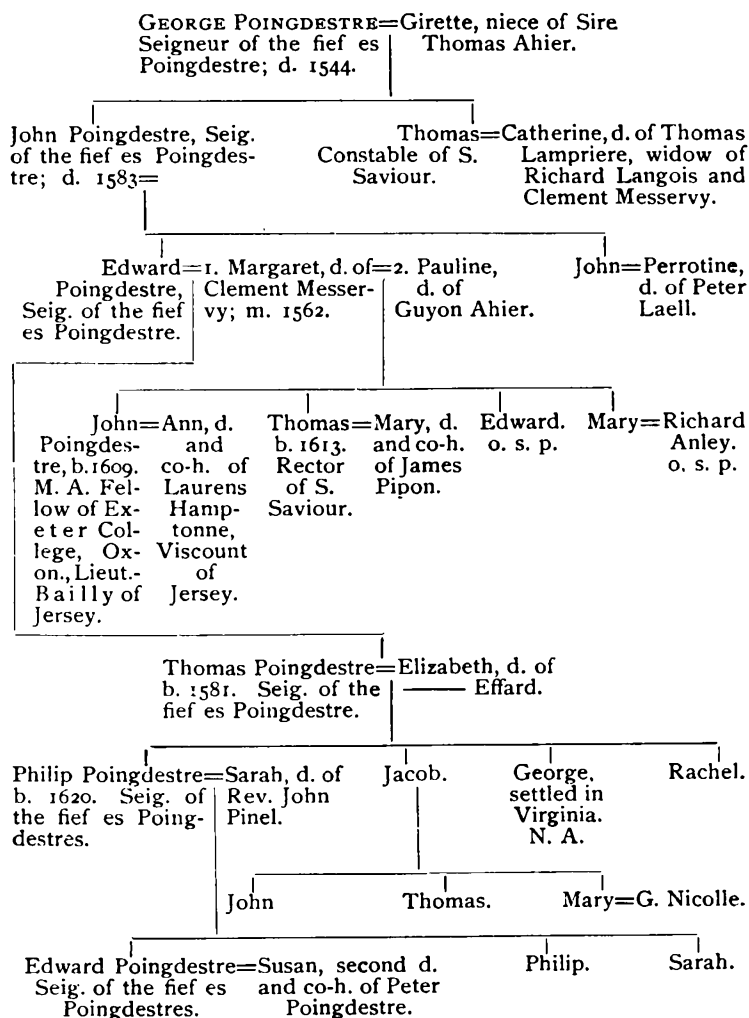 GEORGE POINGDESTRE=Girette, niece of Sire
Seigneur of the fief es Thomas Ahier.
Poingdestre; d. 1544.
John Poingdestre, Seig.
of the fief es Poingdes-
tre; d. 1583=
Thomas=Catherine, d. of Thomas
Constable of S. Lampriere, widow of
Saviour. Richard Langois and
Clement Messervy.
Edward=1. Margaret, d. of=2. Pauline,
Poingdestre, Clement Messer- d. of
Seig. of the fief vy; m. 1562. Guyon Ahier.
es Poingdestre.
John=Perrotine,
d. of Peter
Laell.
John=Ann, d.
Poingdes- and
tre, b. 1609. co-h. of
M. A. Fel- Laurens
low of Ex- Hamp-
eter Col- tonne,
lege, Ox- Viscount
on., Lieut.- of
Bailly of Jersey.
Jersey.
Thomas=Mary, d.
b. 1613. and co-h.
Rector of James
of S. Pipon.
Saviour.
Edward.
o. s. p.
Mary=Richard
Anley.
o. s. p.
Thomas Poingdestre=Elizabeth, d. of
b. 1581. Seig. of the —— Effard.
fief es Poingdestre.
Philip Poingdestre=Sarah, d. of
b. 1620. Seig. of Rev. John
the fief es Poing- Pinel.
destres.
Jacob.
George,
settled in
Virginia.
N. A.
Rachel.
John
Thomas.
Mary=G. Nicolle.
Edward Poingdestre=Susan, second d.
Seig. of the fief es and co-h. of Peter
Poingdestres. Poingdestre.
Philip.
Sarah.